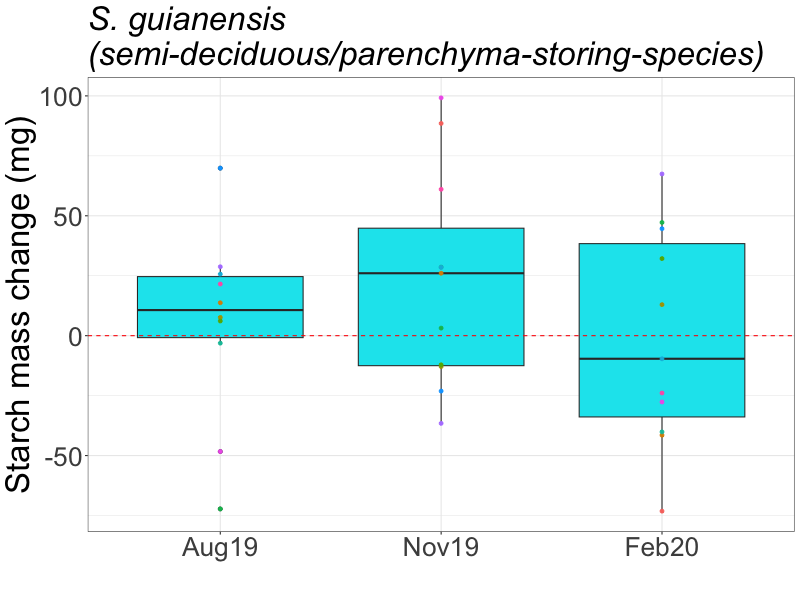 S. guianensis
(semi-deciduous/parenchyma-storing-species)
Starch mass change (mg)
100
50
0
-50
Aug19 Nov19 Feb20